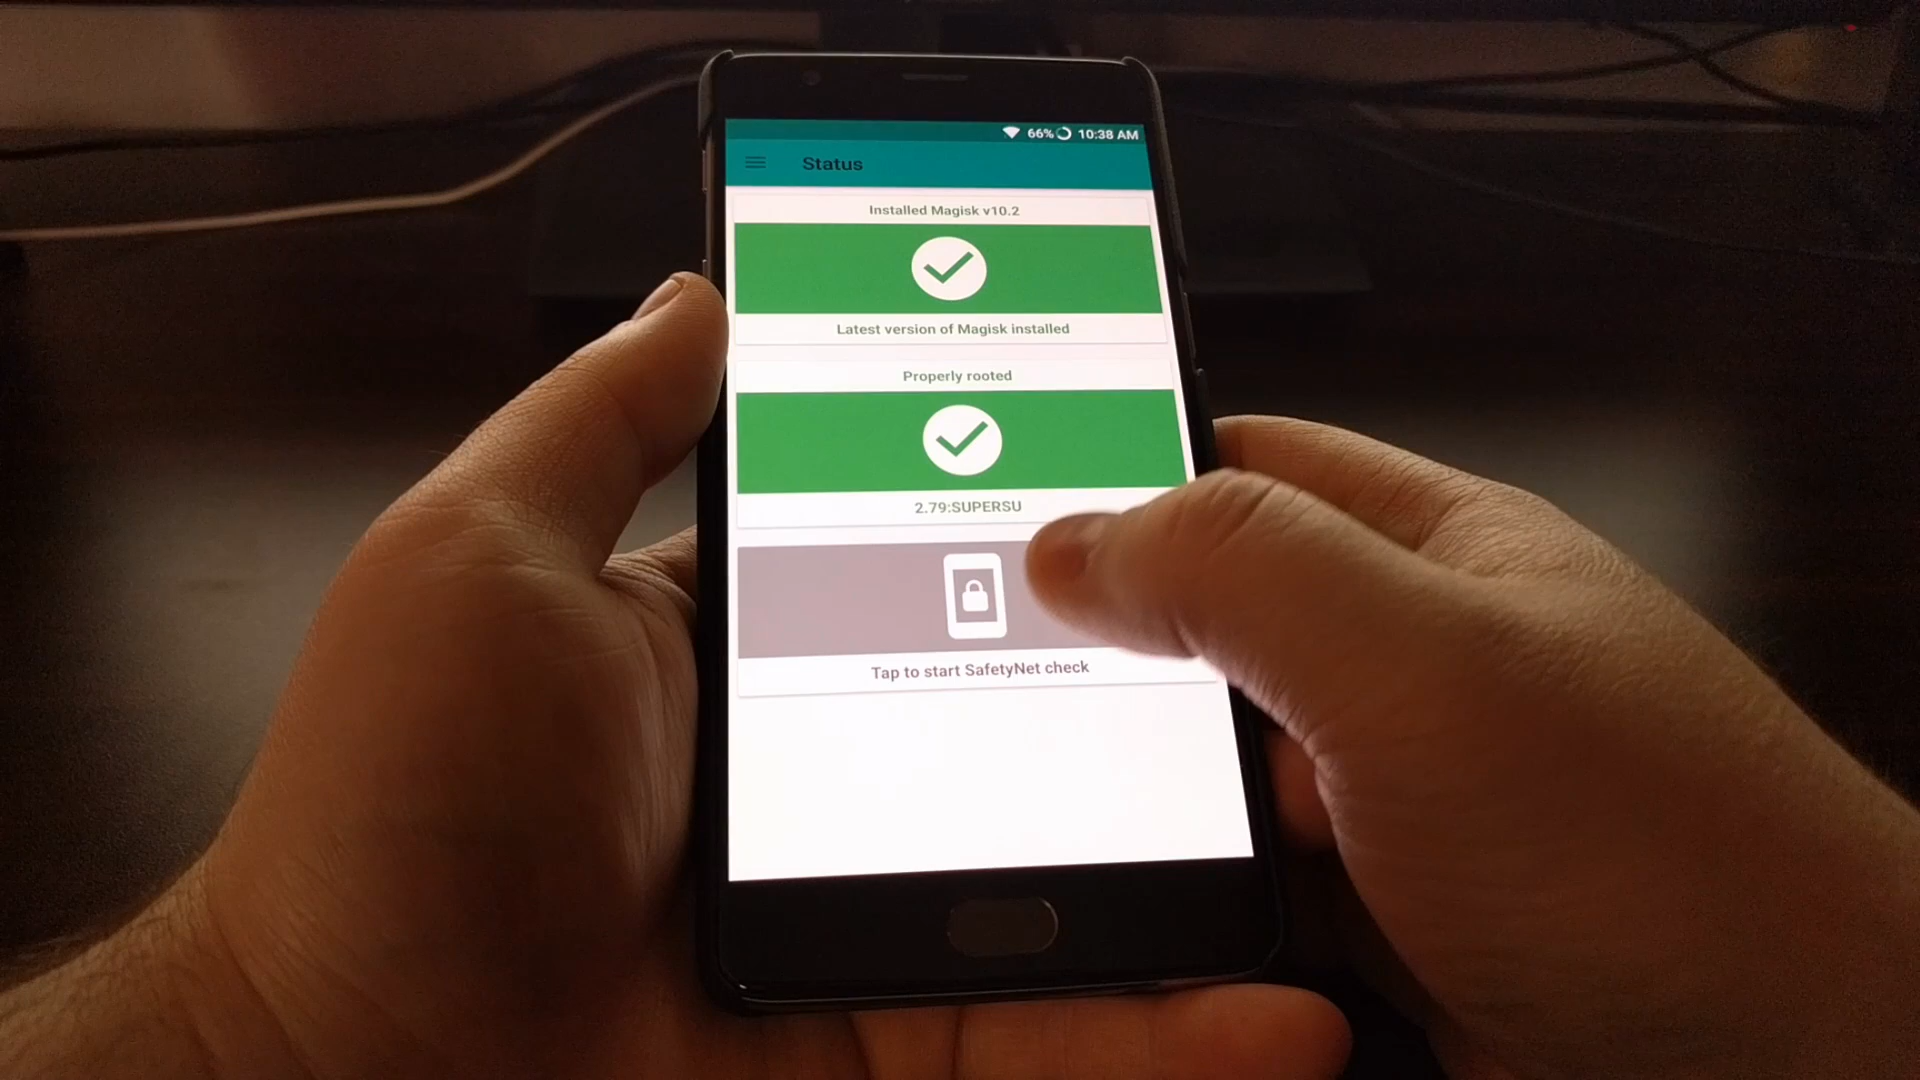 66% 10:38 AM
Status
Installed Magisk v10.2
Latest version of Magisk installed
Properly rooted
2.79:SUPERSU
Tap to start SafetyNet check